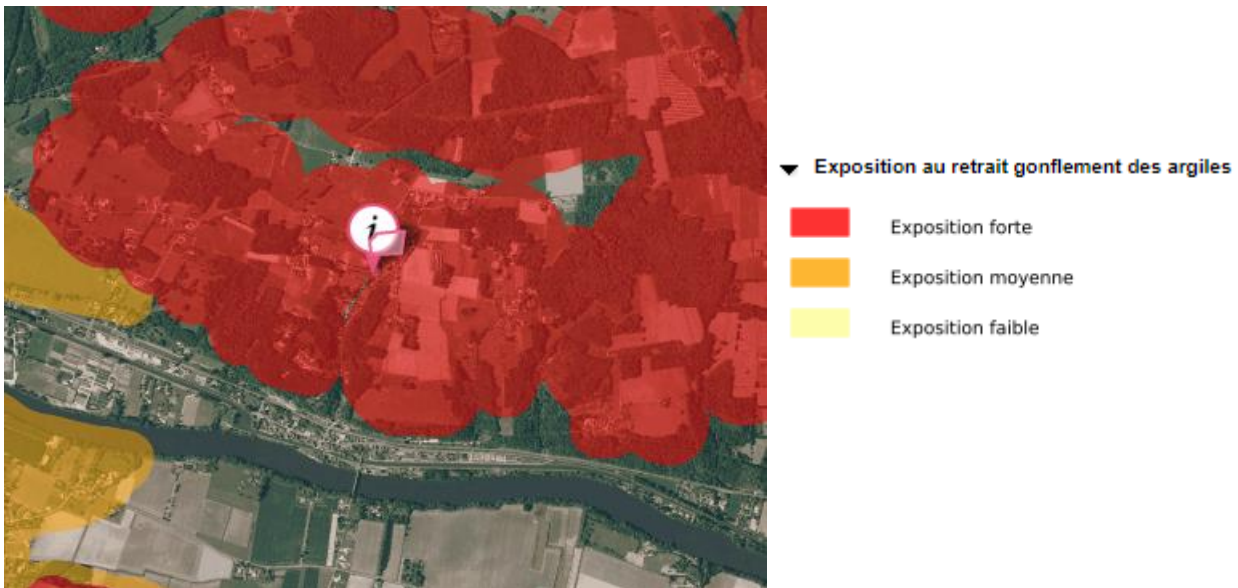 i
Exposition au retrait gonflement des argiles
Exposition forte
Exposition moyenne
Exposition faible